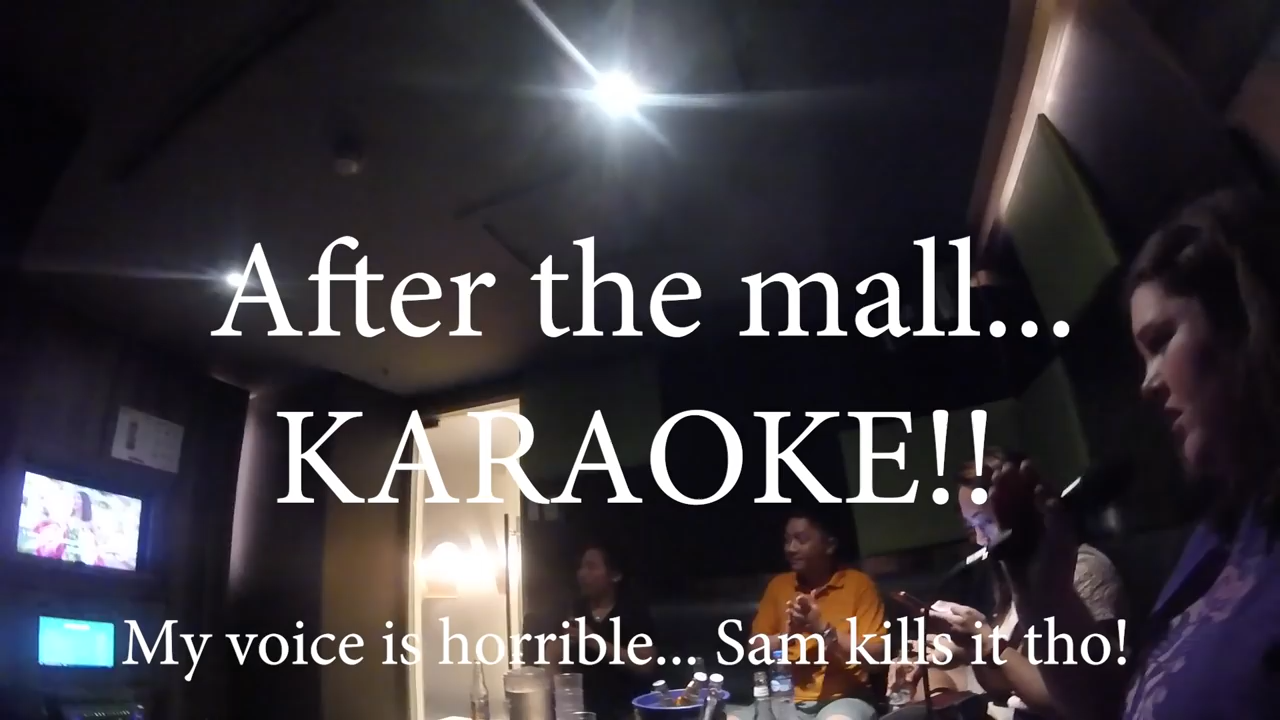 After the mall...
KARAOKE!!
My voice is horrible... Sam kills it tho!